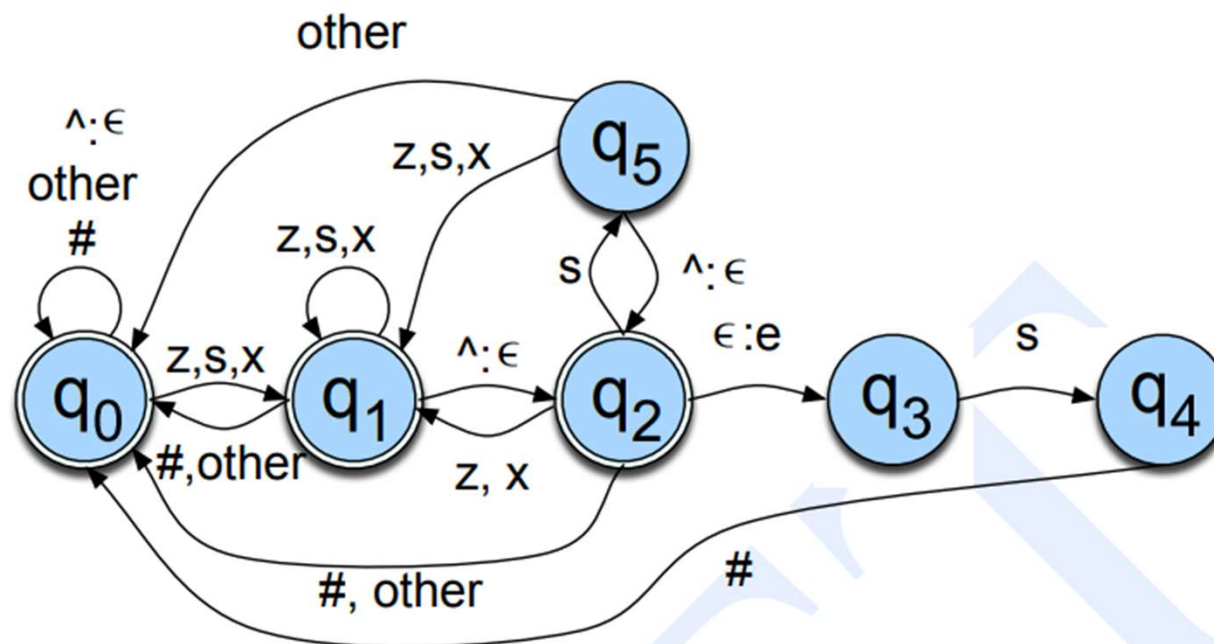 other
^:ϵ
other
#
q5
z,s,x
z,s,x
s
^:ϵ
ϵ:e
s
z,s,x
^:ϵ
q0
q1
q2
q3
q4
#,other
z, x
#, other
#